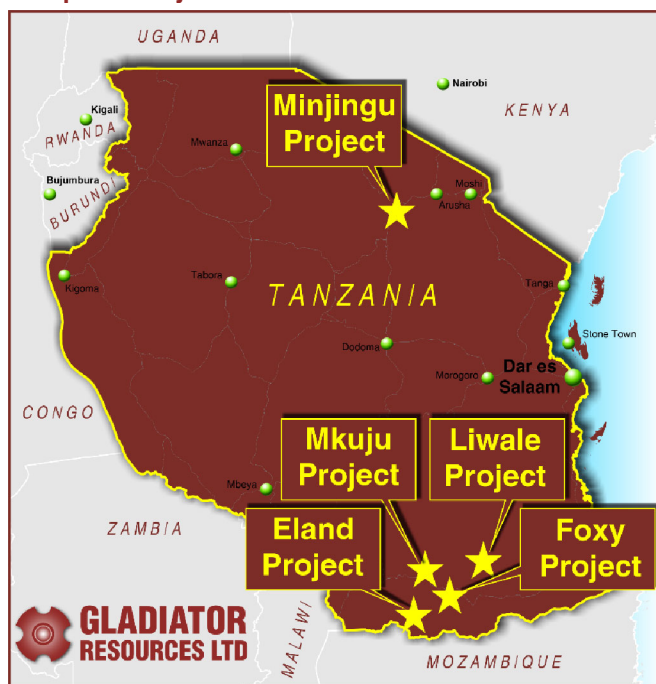 UGANDA
Nairobi
Minjingu
Project
KENYA
Kigali
RWANDA
Mwanza
Bujumbura
BURUNDI
Moshi
Arusha
Kigoma
Tabora
TANZANIA
Tanga
Dodoma
Stone Town
Morogoro
Dar es
Salaam
CONGO
Mkuju
Project
Liwale
Project
Mbeya
ZAMBIA
Eland
Project
Foxy
Project
GLADIATOR
RESOURCES LTD
MALAWI
MOZAMBIQUE